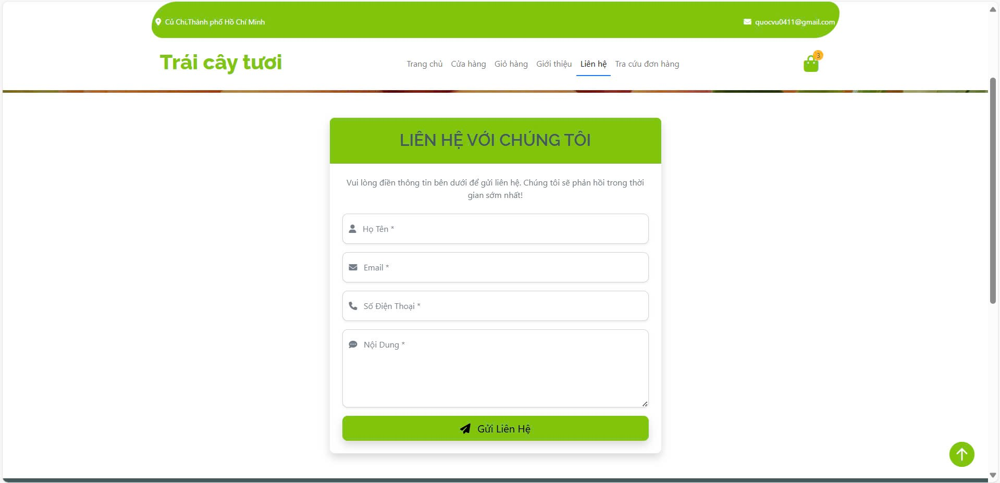 Củ Chi,Thành phố Hồ Chí Minh
quocvu0411@gmail.com
Trái cây tươi
Trang chủ
Cửa hàng
Giỏ hàng
Giới thiệu
Liên hệ
Tra cứu đơn hàng
3
LIÊN HỆ VỚI CHÚNG TÔI
Vui lòng điền thông tin bên dưới để gửi liên hệ. Chúng tôi sẽ phản hồi trong thời
gian sớm nhất!
Họ Tên *
Email *
Số Điện Thoại *
Nội Dung *
Gửi Liên Hệ